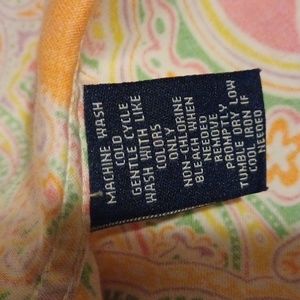 MACHINE WASH
COLD
GENTLE CYCLE
WASH WITH LIKE
COLORS
ONLY
NON-CHLORINE
BLEACH WHEN
NEEDED
REMOVE
PROMPTLY
TUMBLE DRY LOW
COOL IRON IF
NEEDED